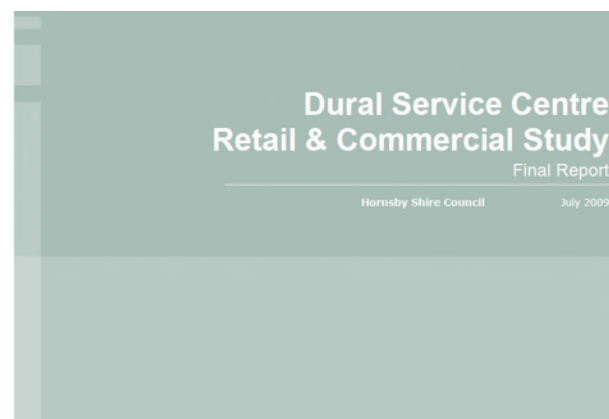 Dural Service Centre
Retail & Commercial Study
Final Report
Hornsby Shire Council July 2009